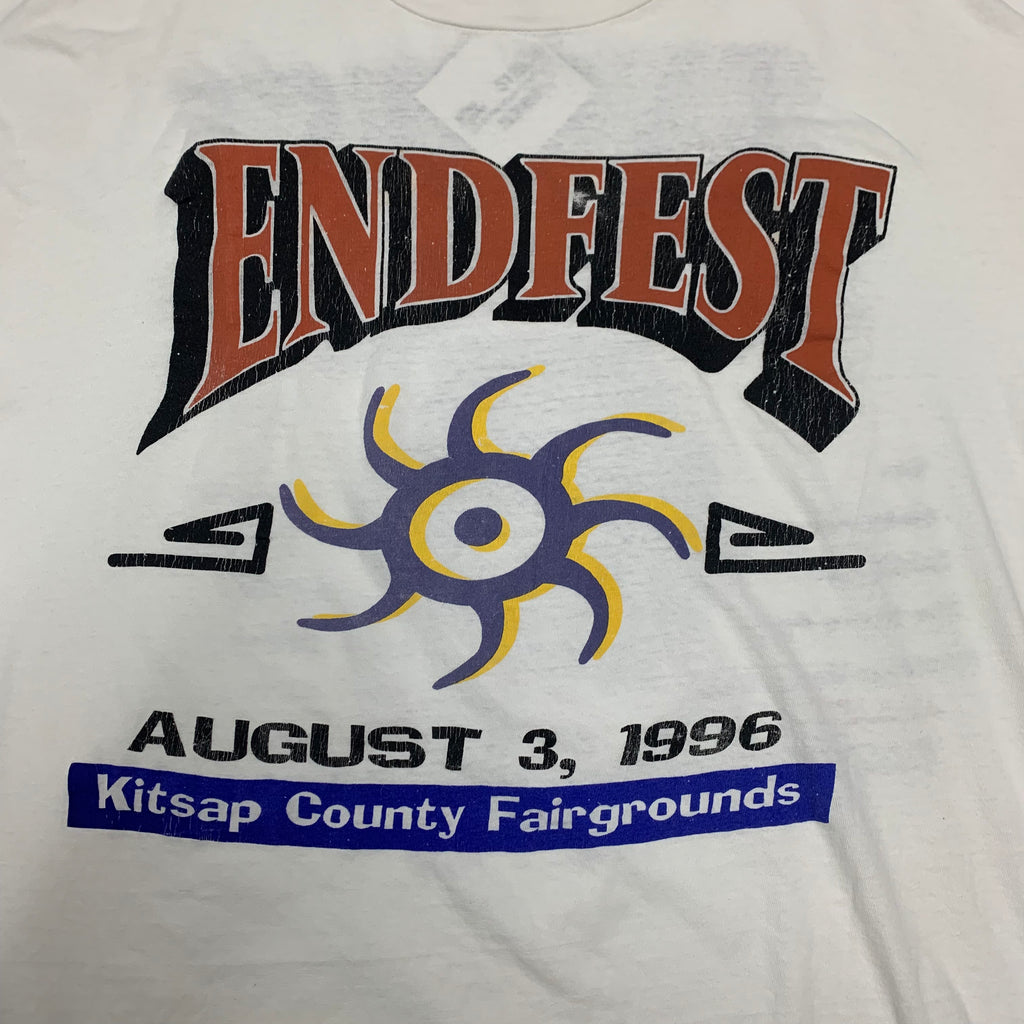 ENDFEST
AUGUST 3, 1996
Kitsap County Fairgrounds